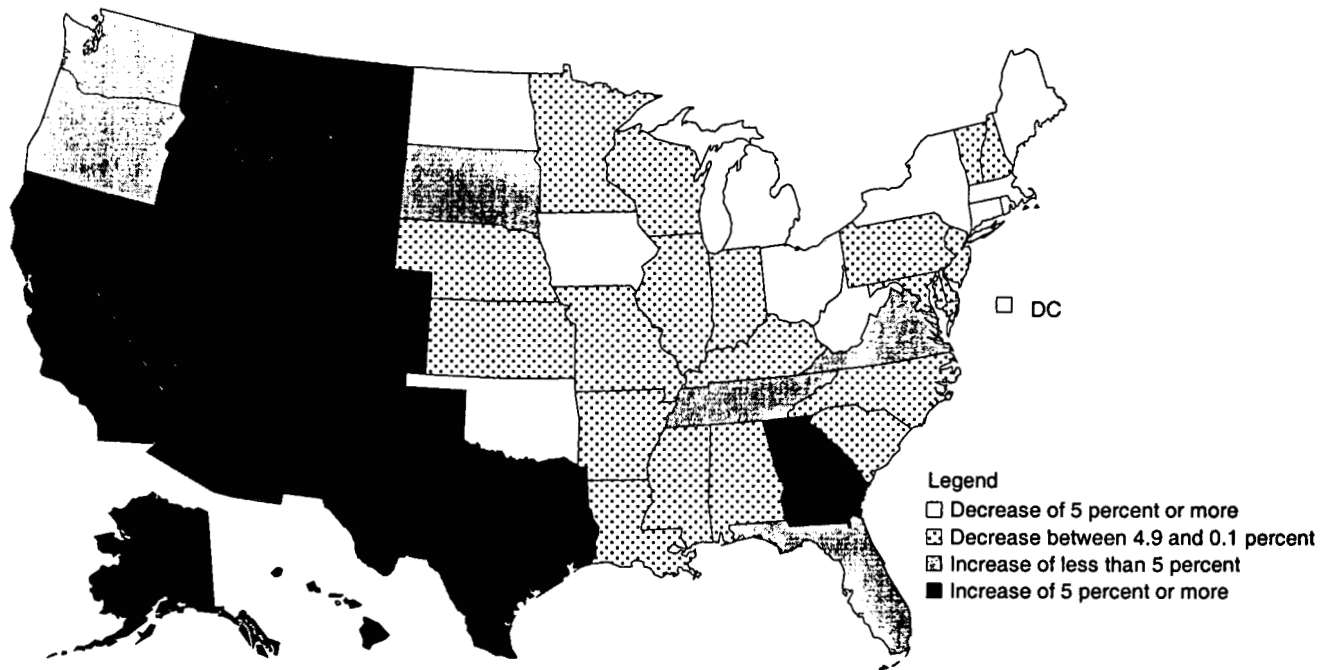 DC
Legend
Decrease of 5 percent or more
Decrease between 4.9 and 0.1 percent
Increase of less than 5 percent
Increase of 5 percent or more